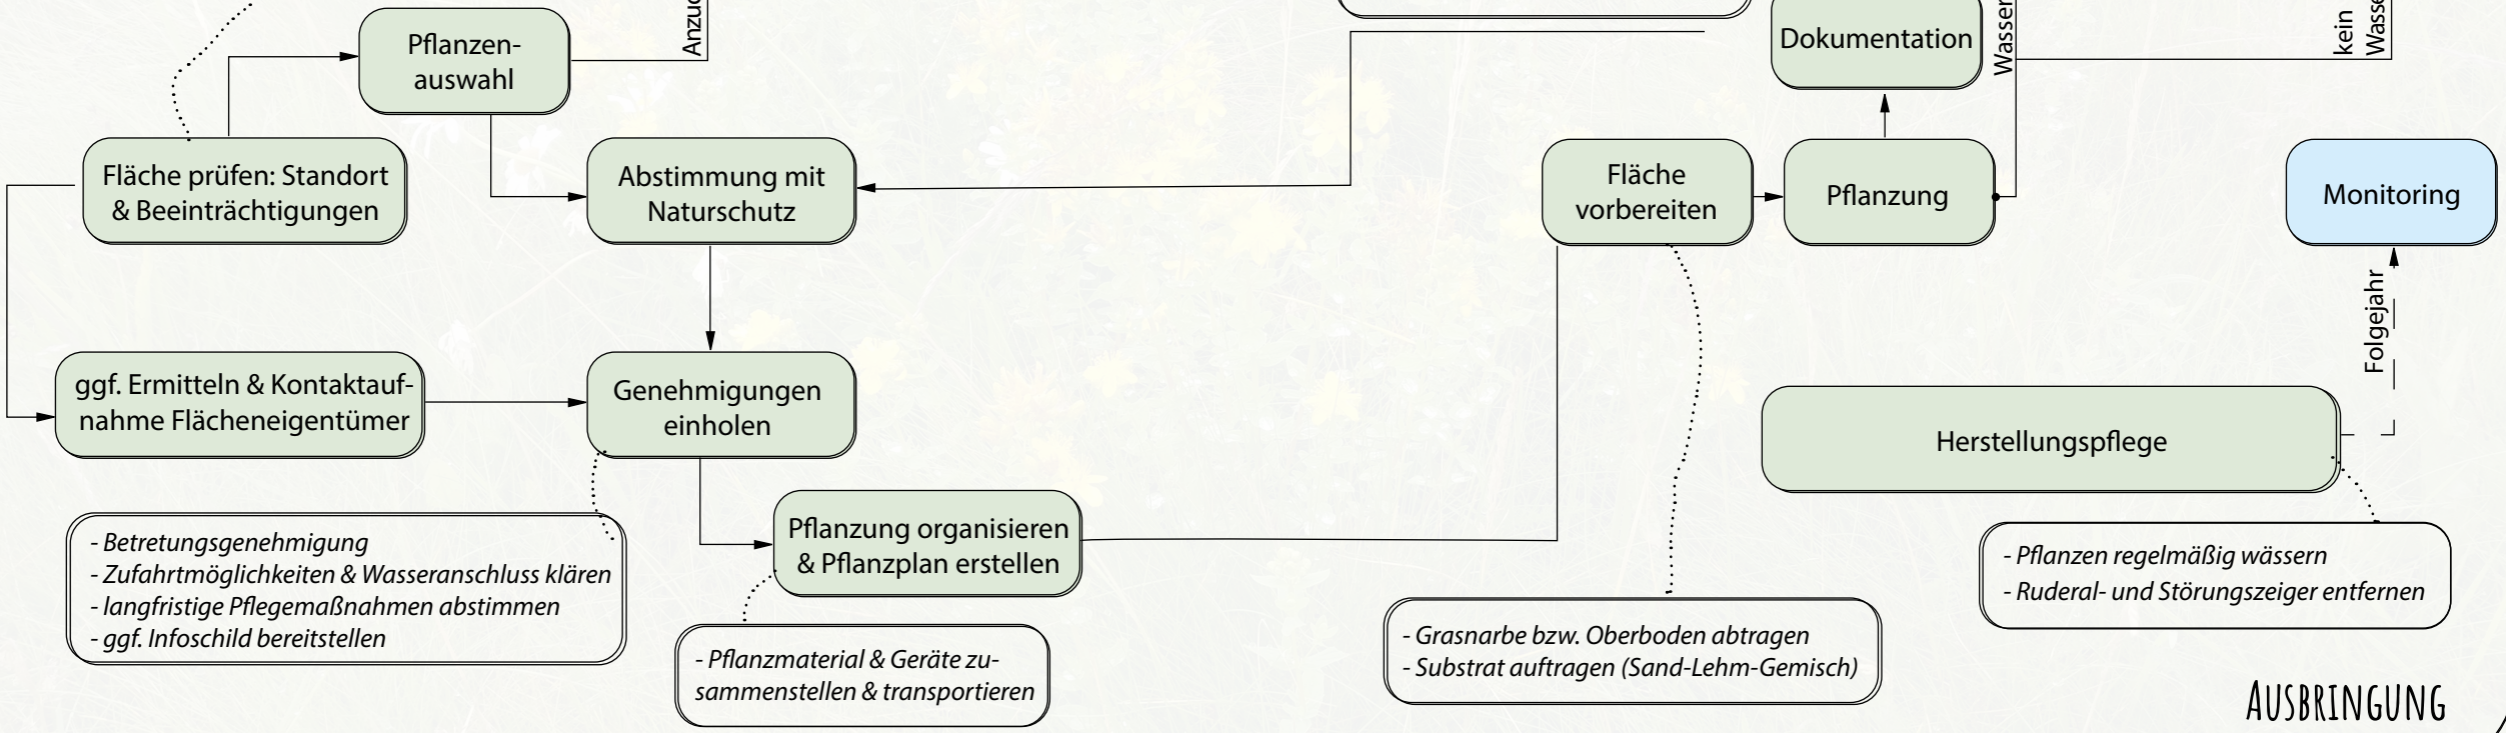 Pflanzen-
auswahl
Dokumentation
kein
Fläche prüfen: Standort
& Beeinträchtigungen
Abstimmung mit
Naturschutz
Fläche
vorbereiten
Pflanzung
Monitoring
Folgejahr
ggf. Ermitteln & Kontaktauf-
nahme Flächeneigentümer
Genehmigungen
einholen
Herstellungspflege
Pflanzung organisieren
& Pflanzplan erstellen
- Betretungsgenehmigung
- Zufahrtmöglichkeiten & Wasseranschluss klären
- langfristige Pflegemaßnahmen abstimmen
- ggf. Infoschild bereitstellen
- Pflanzmaterial & Geräte zu-
sammenstellen & transportieren
- Grasnarbe bzw. Oberboden abtragen
- Substrat auftragen (Sand-Lehm-Gemisch)
- Pflanzen regelmäßig wässern
- Ruderal- und Störungszeiger entfernen
AUSBRINGUNG